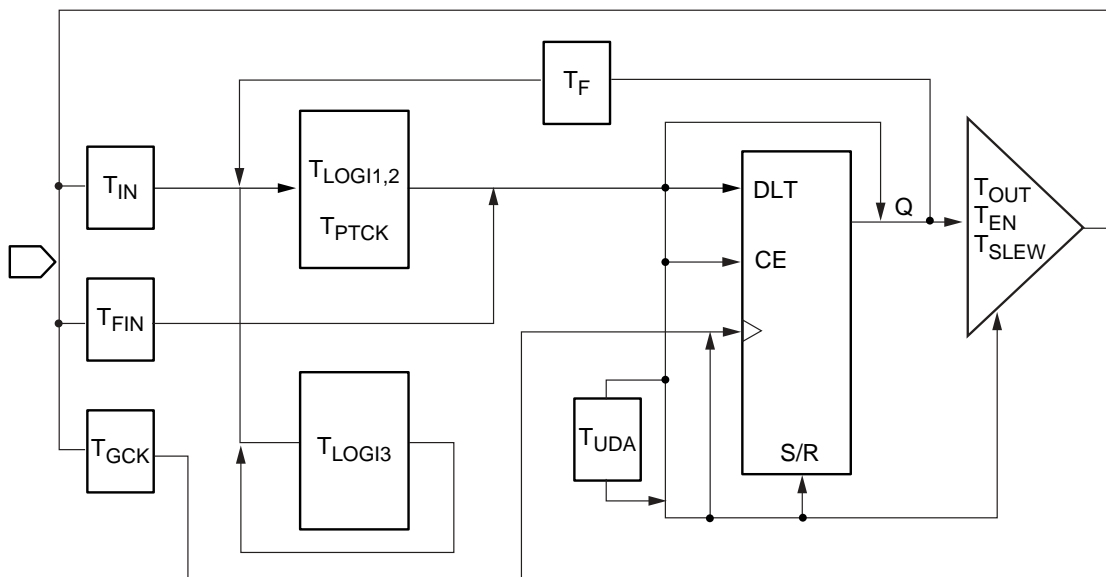 T_F
T_IN
T_LOGI1,2
T_PTCK
DLT
Q
T_OUT
T_EN
T_SLEW
CE
T_FIN
T_GCK
T_LOGI3
T_UDA
S/R